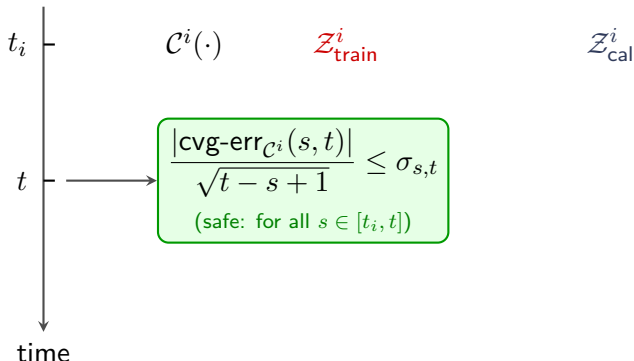 t_i 𝒞^i(·) 𝒵^i_train 𝒵^i_cal
t |cvg-err_{𝒞^i}(s, t)| / √(t − s + 1) ≤ σ_{s,t}
(safe: for all s ∈ [t_i, t])
time